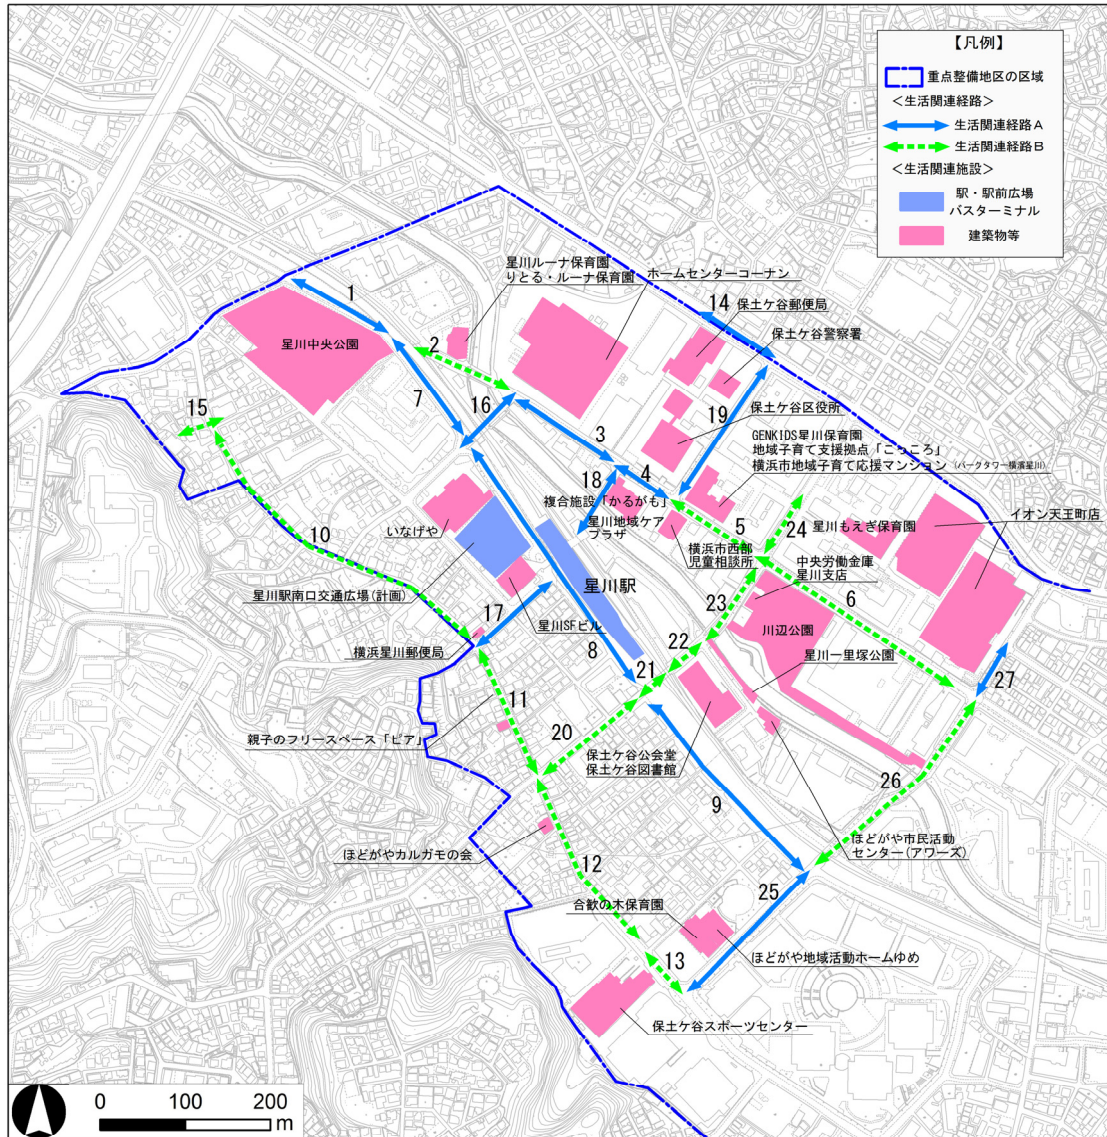 【凡例】
重点整備地区の区域
<生活関連経路>
生活関連経路A
生活関連経路B
<生活関連施設>
駅・駅前広場
バスターミナル
建築物等
星川ルーナ保育園
りとる・ルーナ保育園
ホームセンターコーナン
1
14
保土ケ谷郵便局
保土ケ谷警察署
星川中央公園
2
7
16
19
保土ケ谷区役所
15
3
GENKIDS星川保育園
地域子育て支援拠点「こっころ」
横浜市地域子育て応援マンション(パークタワー横濱星川)
18
4
複合施設「かるがも」
いなげや
星川地域ケア
プラザ
5
24
星川もえぎ保育園
イオン天王町店
10
横浜市西部
児童相談所
中央労働金庫
星川支店
星川駅
星川駅南口交通広場(計画)
23
6
17
星川SFビル
川辺公園
横浜星川郵便局
8
22
星川一里塚公園
21
27
11
親子のフリースペース「ピア」
20
保土ケ谷公会堂
保土ケ谷図書館
26
9
ほどがや市民活動
センター(アワーズ)
ほどがやカルガモの会
12
25
合歓の木保育園
13
ほどがや地域活動ホームゆめ
保土ケ谷スポーツセンター
0 100 200
m